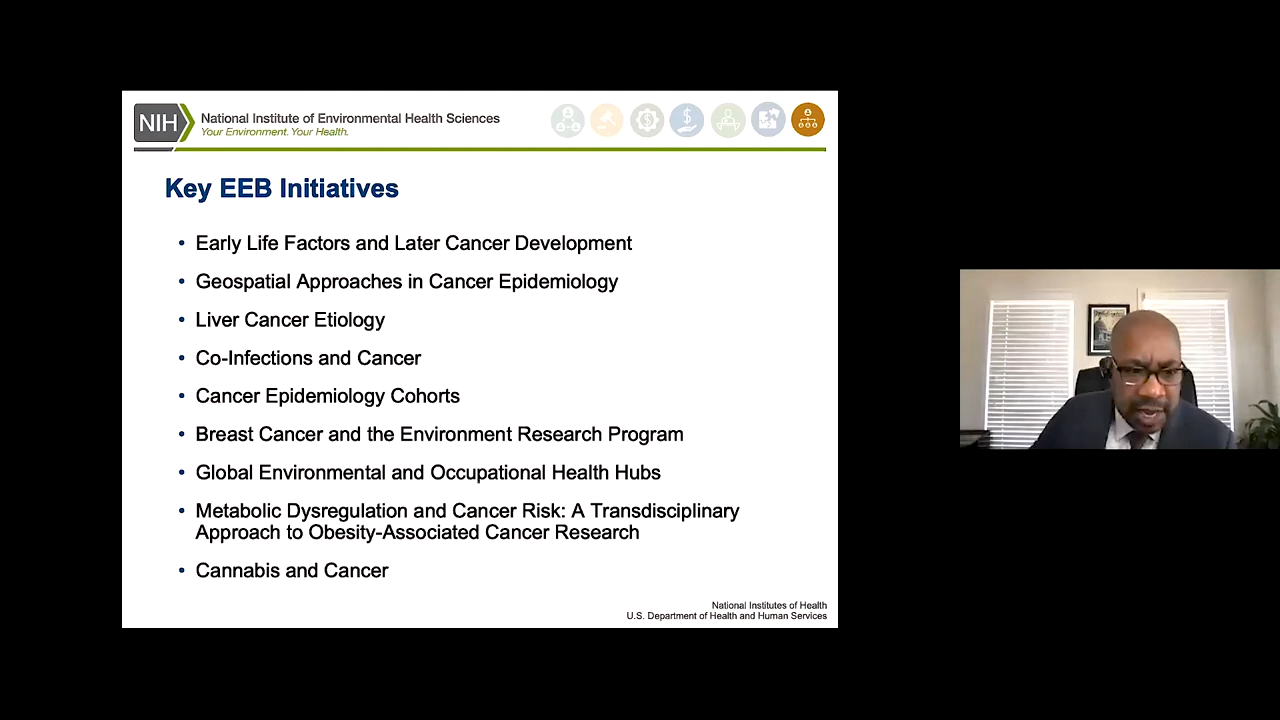 NIH
National Institute of Environmental Health Sciences
Your Environment. Your Health.
Key EEB Initiatives
• Early Life Factors and Later Cancer Development
• Geospatial Approaches in Cancer Epidemiology
• Liver Cancer Etiology
• Co-Infections and Cancer
• Cancer Epidemiology Cohorts
• Breast Cancer and the Environment Research Program
• Global Environmental and Occupational Health Hubs
• Metabolic Dysregulation and Cancer Risk: A Transdisciplinary
Approach to Obesity-Associated Cancer Research
• Cannabis and Cancer
National Institutes of Health
U.S. Department of Health and Human Services